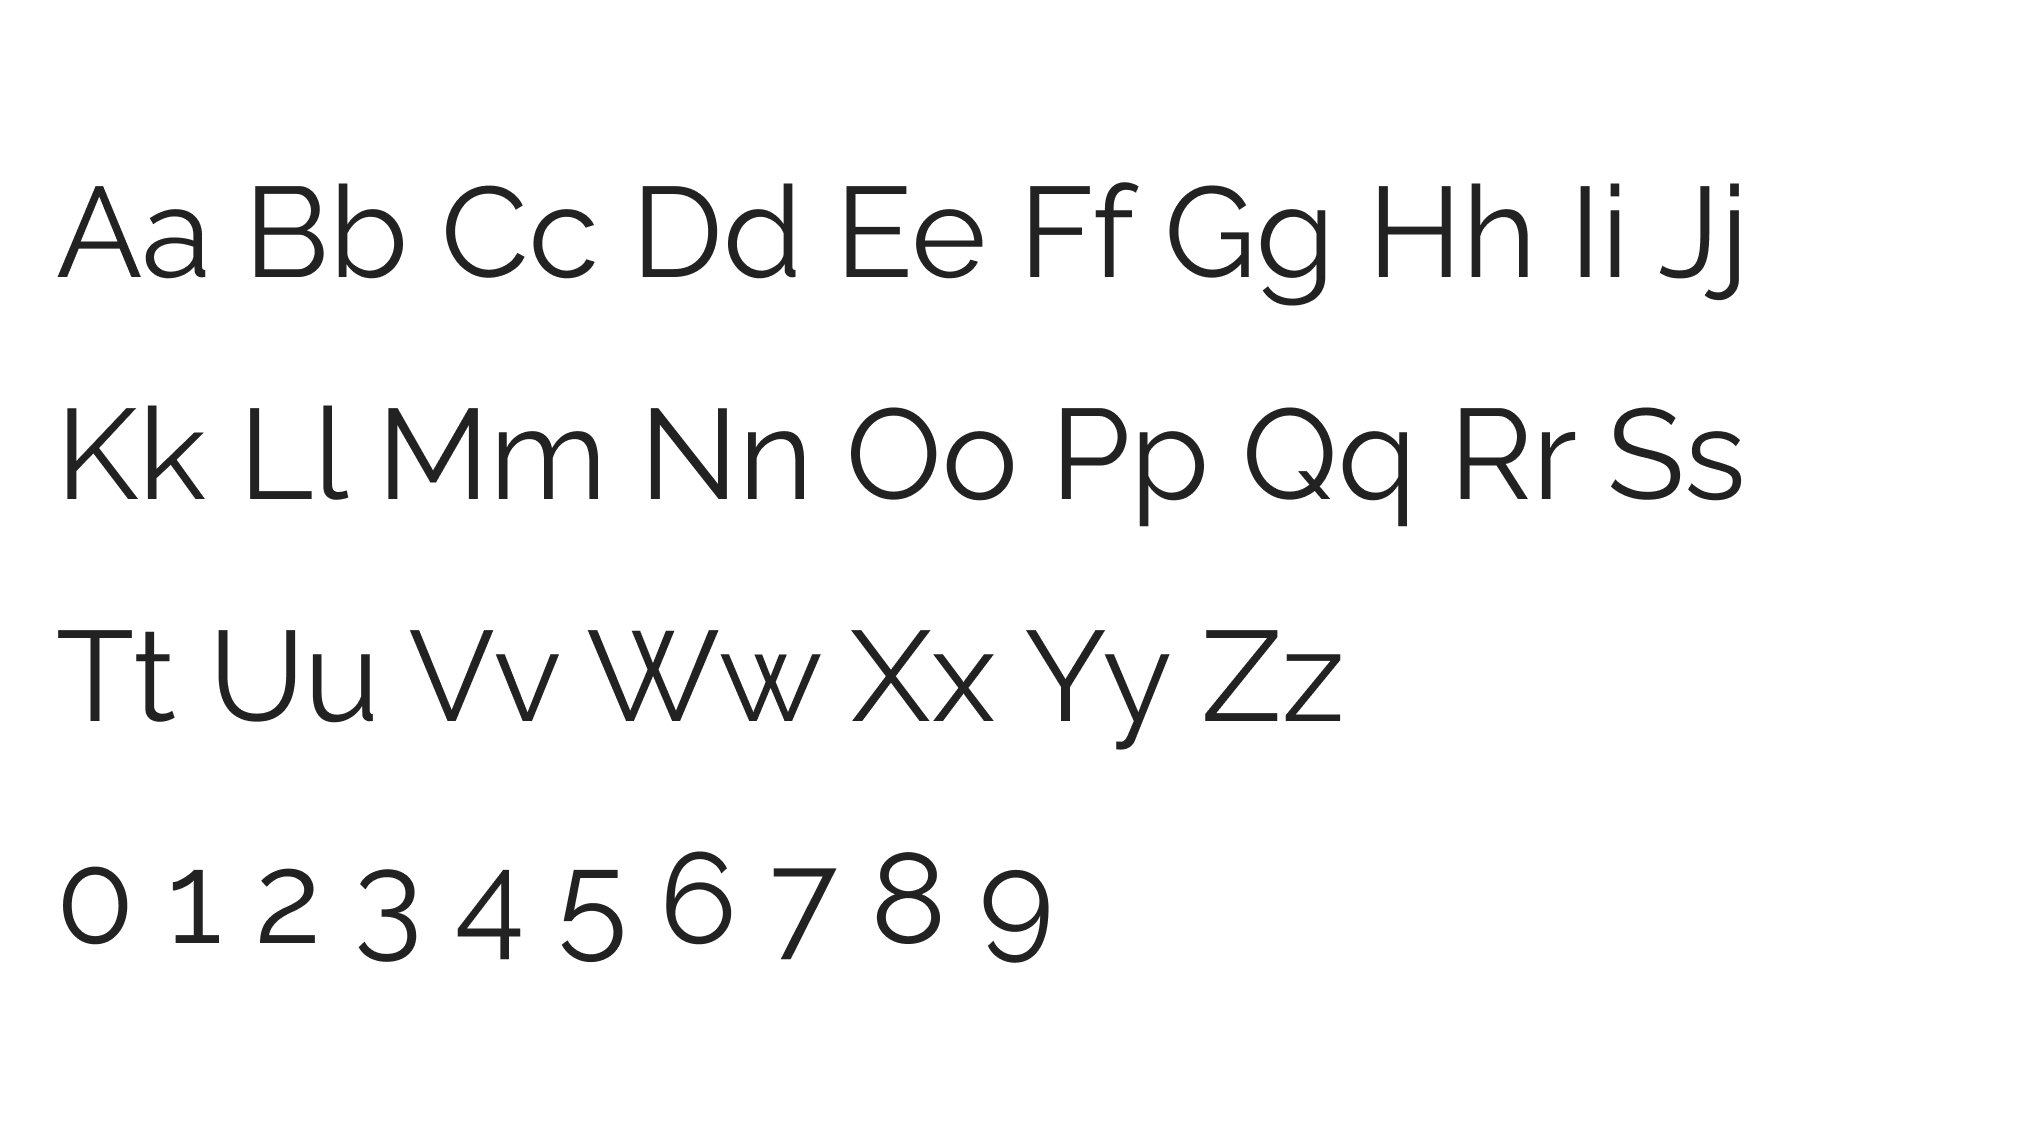 Aa Bb Cc Dd Ee Ff Gg Hh Ii Jj
Kk Ll Mm Nn Oo Pp Qq Rr Ss
Tt Uu Vv Ww Xx Yy Zz
0 1 2 3 4 5 6 7 8 9